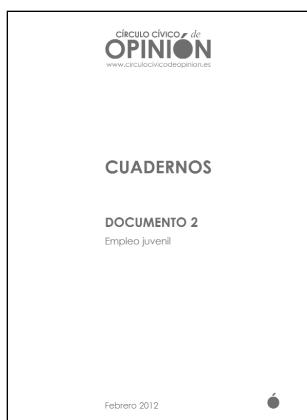 CÍRCULO CÍVICO de
OPINIÓN
www.circulocivicodeopinion.es
CUADERNOS
DOCUMENTO 2
Empleo juvenil
Febrero 2012